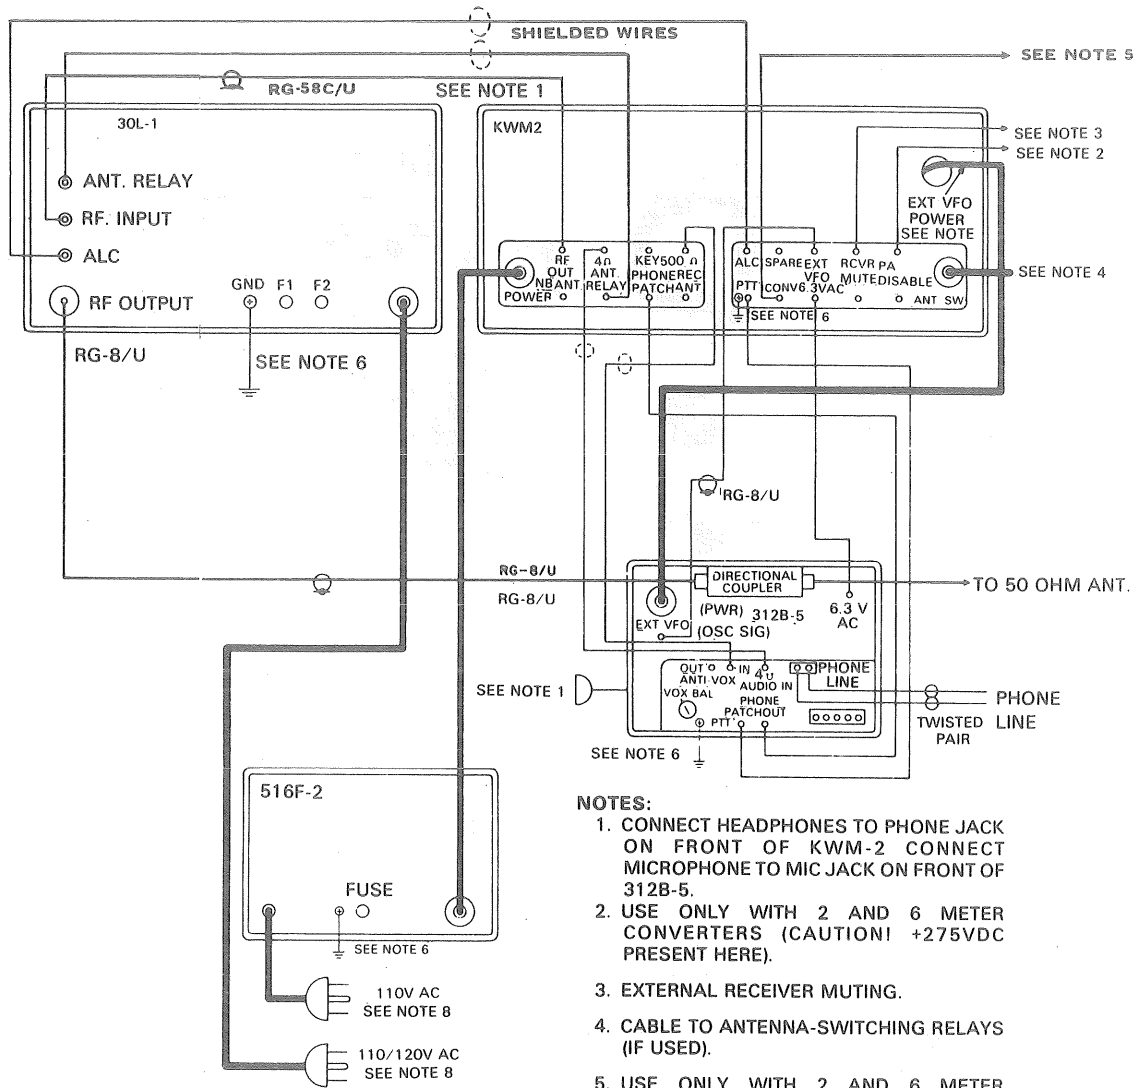 SHIELDED WIRES
SEE NOTE 5
RG-58C/U
SEE NOTE 1
30L-1
ANT. RELAY
RF. INPUT
ALC
RF OUTPUT
GND F1 F2
RG-8/U
SEE NOTE 6
KWM2
SEE NOTE 3
SEE NOTE 2
EXT VFO
POWER
SEE NOTE
SEE NOTE 4
RF
OUT
NB
ANT
POWER
4Ω
ANT.
RELAY
KEY 500 Ω
PHONE REC
PATCH ANT
ALC SPARE EXT
VFO
RCVR PA
MUTE DISABLE
PTT CONV 6.3VAC
ANT SW
SEE NOTE 6
RG-8/U
RG-8/U
RG-8/U
DIRECTIONAL
COUPLER
TO 50 OHM ANT.
(PWR) 312B-5
6.3 V
AC
EXT VFO
(OSC SIG)
OUT IN 4Ω
ANTI-VOX
AUDIO IN
PHONE
LINE
VOX BAL
PHONE
PATCH OUT
PTT
SEE NOTE 1
SEE NOTE 6
PHONE
LINE
TWISTED
PAIR
516F-2
FUSE
SEE NOTE 6
110V AC
SEE NOTE 8
110/120V AC
SEE NOTE 8
NOTES:
1. CONNECT HEADPHONES TO PHONE JACK
ON FRONT OF KWM-2 CONNECT
MICROPHONE TO MIC JACK ON FRONT OF
312B-5.
2. USE ONLY WITH 2 AND 6 METER
CONVERTERS (CAUTION! +275VDC
PRESENT HERE).
3. EXTERNAL RECEIVER MUTING.
4. CABLE TO ANTENNA-SWITCHING RELAYS
(IF USED).
5. USE ONLY WITH 2 AND 6 METER